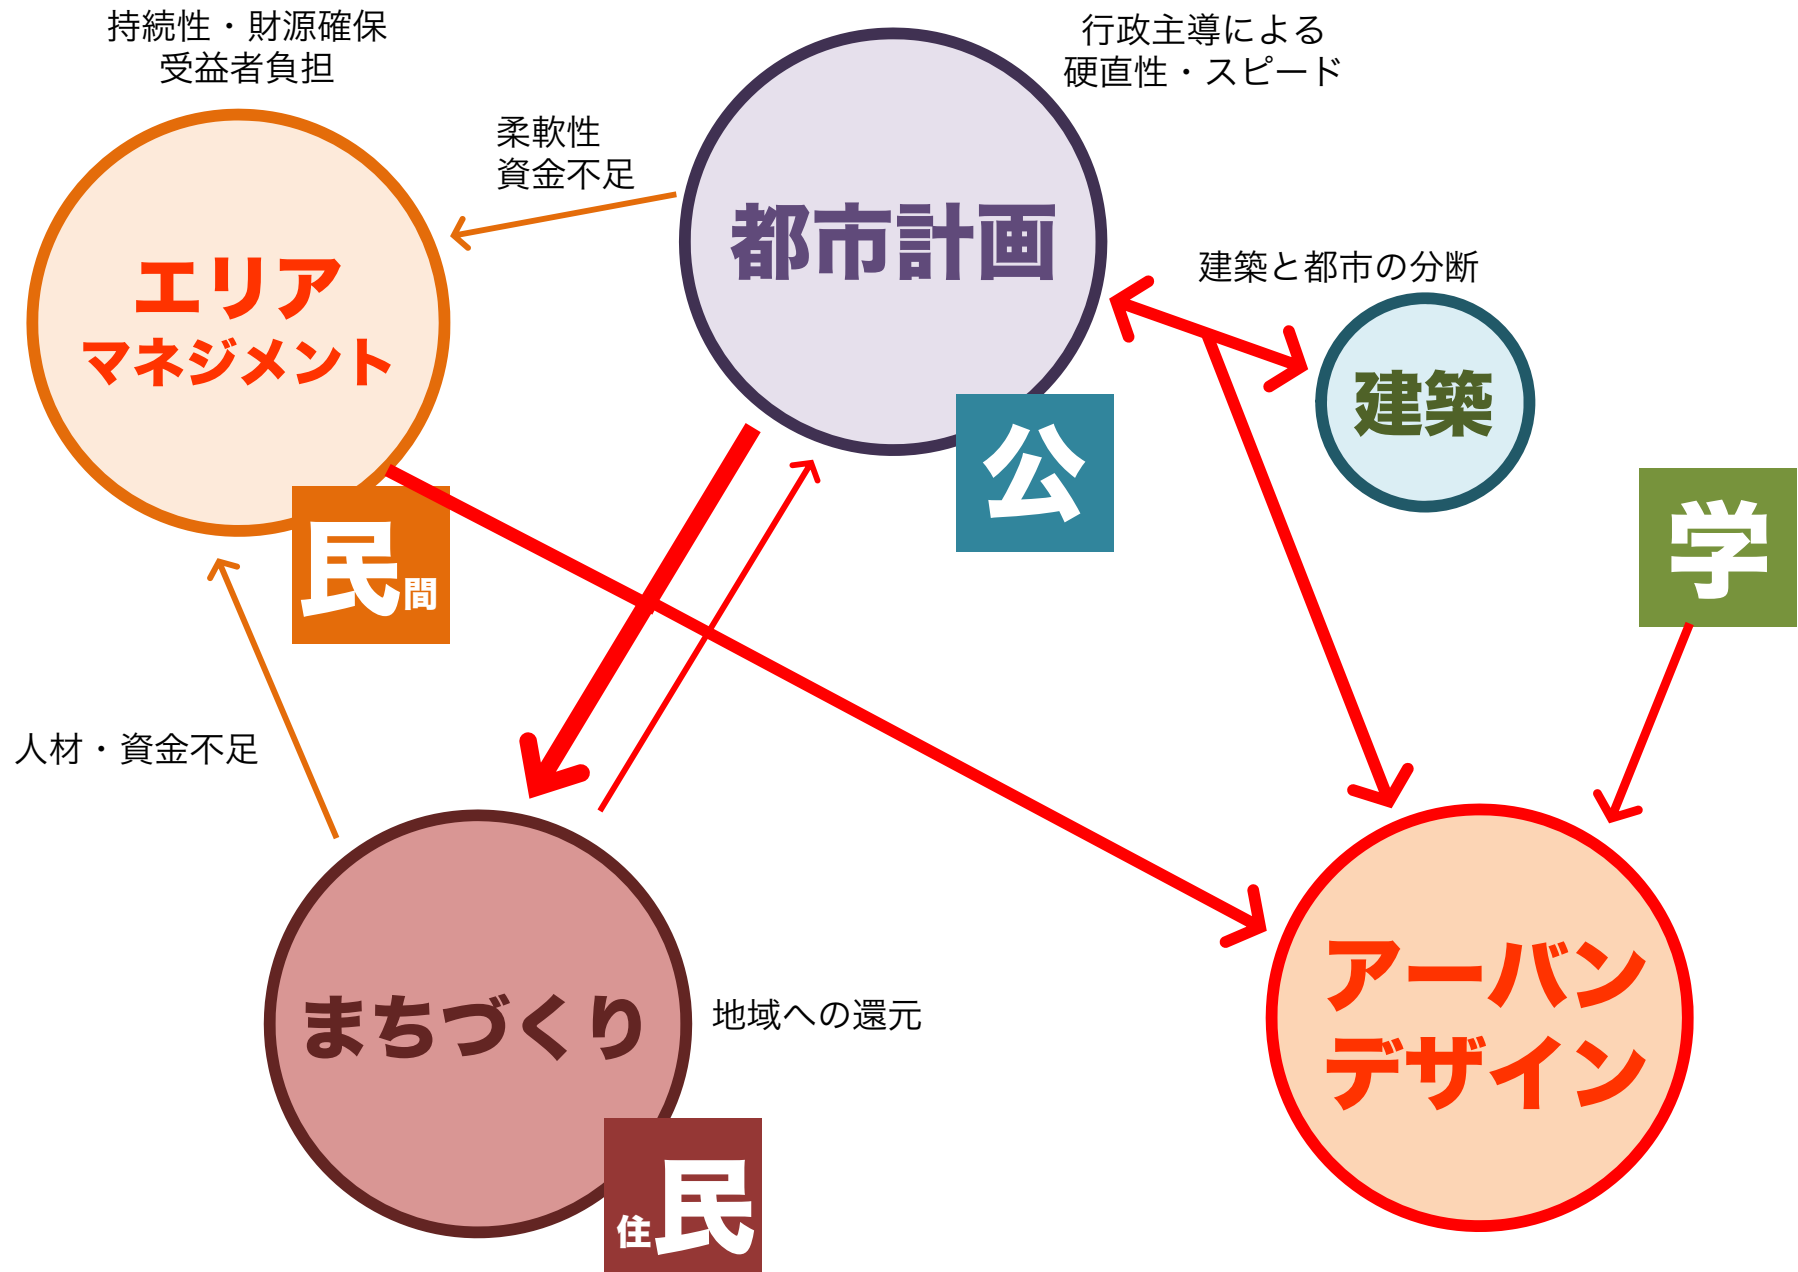 持続性・財源確保
受益者負担
行政主導による
硬直性・スピード
柔軟性
資金不足
都市計画
エリア
マネジメント
建築と都市の分断
建築
公
学
民間
人材・資金不足
まちづくり
地域への還元
アーバン
デザイン
住民